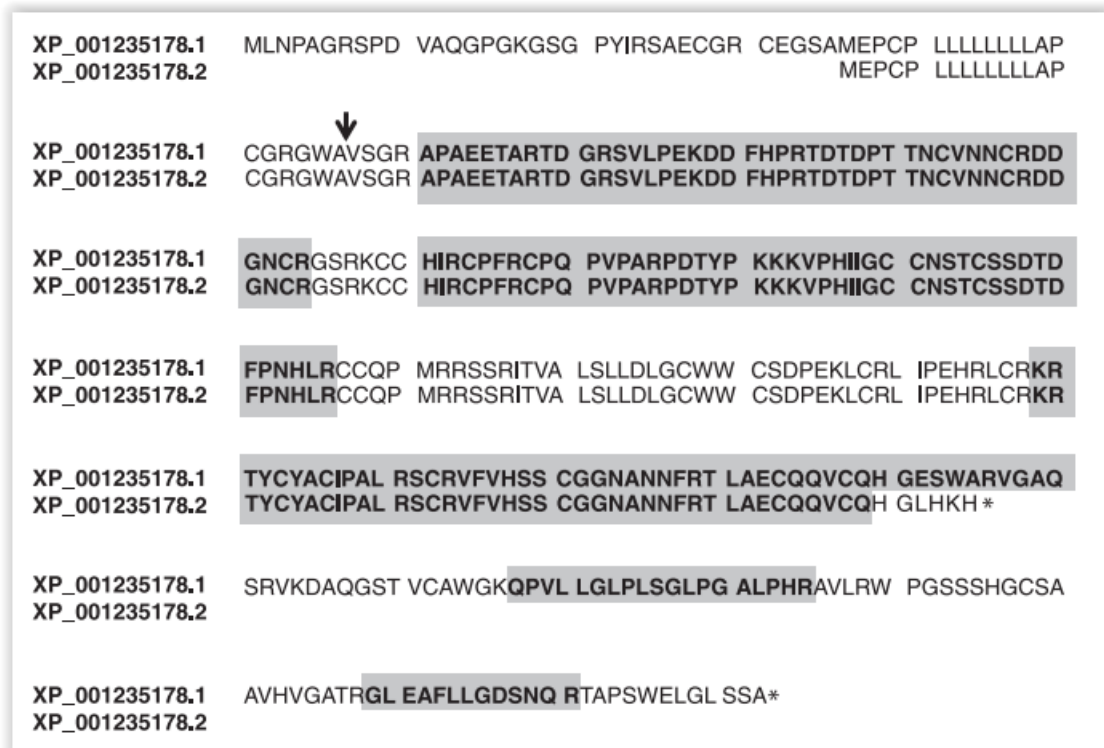 XP_001235178.1 MLNPAGRSPD VAQGPGKGSG PYIRSAECGR CEGSAMEPCP LLLLLLLLAP
XP_001235178.2 MEPCP LLLLLLLLAP
XP_001235178.1 CGRGWAVSGR APAEETARTD GRSVLPEKDD FHPRTDTDPT TNCVNNCRDD
XP_001235178.2 CGRGWAVSGR APAEETARTD GRSVLPEKDD FHPRTDTDPT TNCVNNCRDD
XP_001235178.1 GNCRGSRKCC HIRCPFRCPQ PVPARPDTYP KKKVPHIIGC CNSTCSSDTD
XP_001235178.2 GNCRGSRKCC HIRCPFRCPQ PVPARPDTYP KKKVPHIIGC CNSTCSSDTD
XP_001235178.1 FPNHLRCCQP MRRSSRITVA LSLLDLGCWW CSDPEKLCRL IPEHRLCRKR
XP_001235178.2 FPNHLRCCQP MRRSSRITVA LSLLDLGCWW CSDPEKLCRL IPEHRLCRKR
XP_001235178.1 TYCYACIPAL RSCRVFVHSS CGGNANNFRT LAECQQVCQH GESWARVGAQ
XP_001235178.2 TYCYACIPAL RSCRVFVHSS CGGNANNFRT LAECQQVCQH GLHKH*
XP_001235178.1 SRVKDAQGST VCAWGKQPVL LGLPLSGLPG ALPHRAVLRW PGSSSHGCSA
XP_001235178.2
XP_001235178.1 AVHVGATRGL EAFLLGDSNQ RTAPSWELGL SSA*
XP_001235178.2